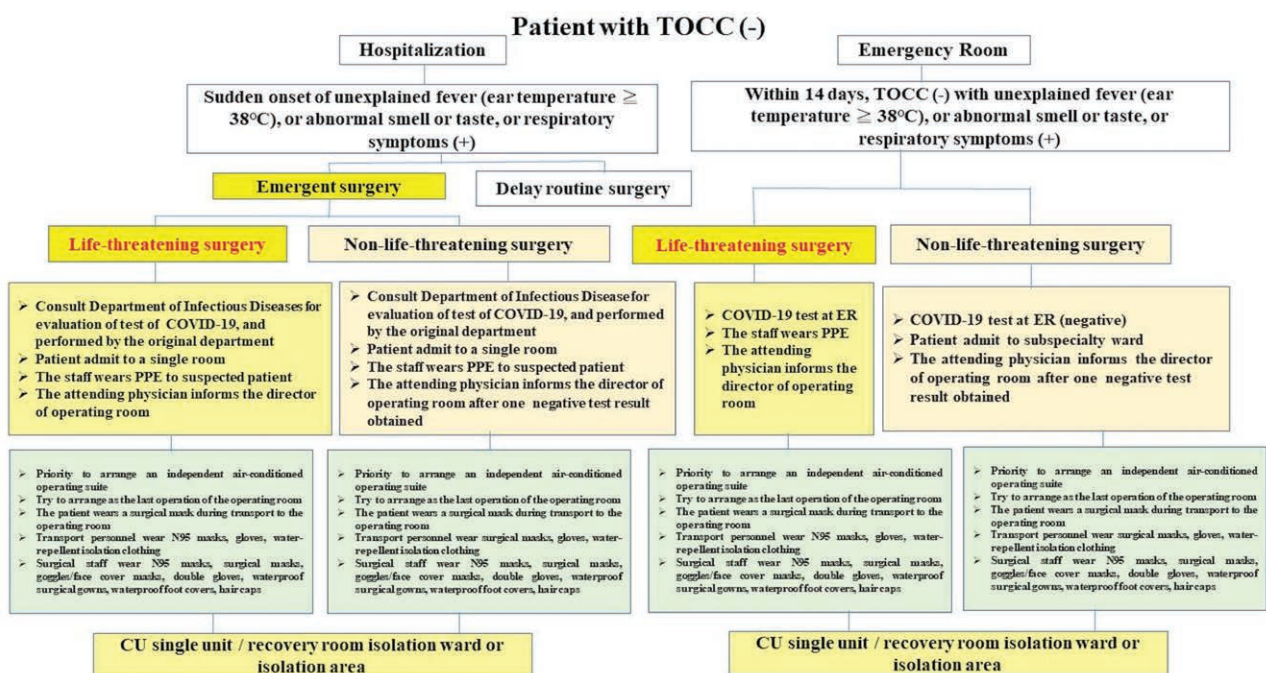 Patient with TOCC (-)
Hospitalization
Emergency Room
Sudden onset of unexplained fever (ear temperature ≧
38°C), or abnormal smell or taste, or respiratory
symptoms (+)
Within 14 days, TOCC (-) with unexplained fever (ear
temperature ≧ 38°C), or abnormal smell or taste, or
respiratory symptoms (+)
Emergent surgery
Delay routine surgery
Life-threatening surgery
Non-life-threatening surgery
Life-threatening surgery
Non-life-threatening surgery
➢ Consult Department of Infectious Diseases for
evaluation of test of COVID-19, and
performed by the original department
➢ Patient admit to a single room
➢ The staff wears PPE to suspected patient
➢ The attending physician informs the director
of operating room
➢ Consult Department of Infectious Disease for
evaluation of test of COVID-19, and performed
by the original department
➢ Patient admit to a single room
➢ The staff wears PPE to suspected patient
➢ The attending physician informs the director of
operating room after one negative test result
obtained
➢ COVID-19 test at ER
➢ The staff wears PPE
➢ The attending
physician informs the
director of operating
room
➢ COVID-19 test at ER (negative)
➢ Patient admit to subspecialty ward
➢ The attending physician informs the director
of operating room after one negative test
result obtained
➢ Priority to arrange an independent air-conditioned
operating suite
➢ Try to arrange as the last operation of the operating room
➢ The patient wears a surgical mask during transport to the
operating room
➢ Transport personnel wear N95 masks, gloves, water-
repellent isolation clothing
➢ Surgical staff wear N95 masks, surgical masks,
goggles/face cover masks, double gloves, waterproof
surgical gowns, waterproof foot covers, hair caps
➢ Priority to arrange an independent air-conditioned
operating suite
➢ Try to arrange as the last operation of the operating room
➢ The patient wears a surgical mask during transport to the
operating room
➢ Transport personnel wear surgical masks, gloves, water-
repellent isolation clothing
➢ Surgical staff wear N95 masks, surgical masks,
goggles/face cover masks, double gloves, waterproof
surgical gowns, waterproof foot covers, hair caps
➢ Priority to arrange an independent air-conditioned
operating suite
➢ Try to arrange as the last operation of the operating room
➢ The patient wears a surgical mask during transport to the
operating room
➢ Transport personnel wear N95 masks, gloves, water-
repellent isolation clothing
➢ Surgical staff wear N95 masks, surgical masks,
goggles/face cover masks, double gloves, waterproof
surgical gowns, waterproof foot covers, hair caps
➢ Priority to arrange an independent air-conditioned
operating suite
➢ Try to arrange as the last operation of the operating room
➢ The patient wears a surgical mask during transport to the
operating room
➢ Transport personnel wear surgical masks, gloves, water-
repellent isolation clothing
➢ Surgical staff wear N95 masks, surgical masks,
goggles/face cover masks, double gloves, waterproof
surgical gowns, waterproof foot covers, hair caps
CU single unit / recovery room isolation ward or
isolation area
CU single unit / recovery room isolation ward or
isolation area